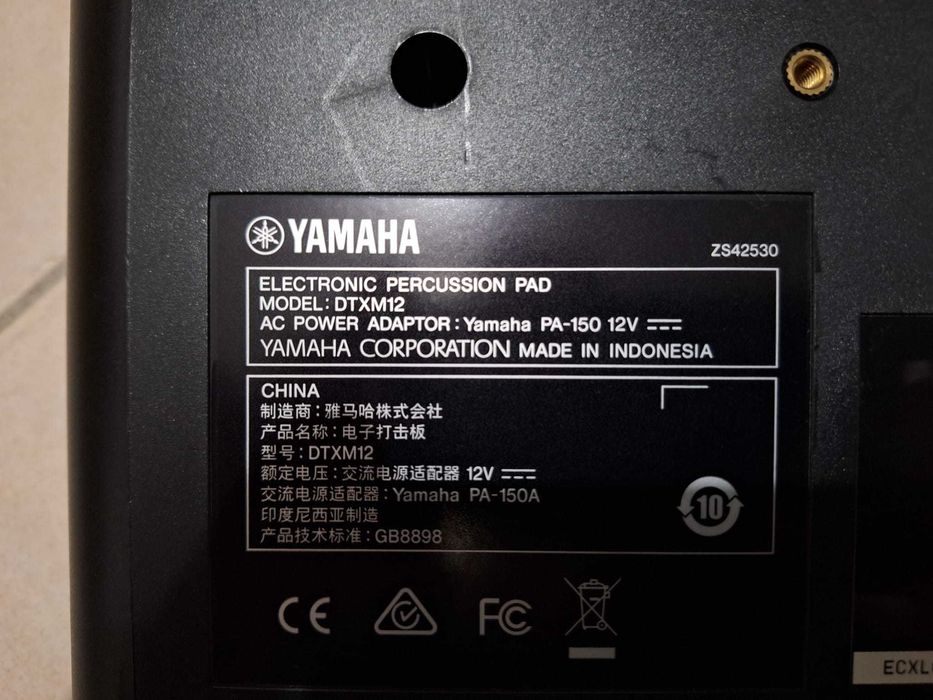 YAMAHA
ZS42530
ELECTRONIC PERCUSSION PAD
MODEL: DTXM12
AC POWER ADAPTOR: Yamaha PA-150 12V
YAMAHA CORPORATION MADE IN INDONESIA
CHINA
制造商:雅马哈株式会社
产品名称:电子打击板
型号:DTXM12
额定电压:交流电源适配器 12V
交流电源适配器:Yamaha PA-150A
印度尼西亚制造
产品技术标准:GB8898
10
CE
FC